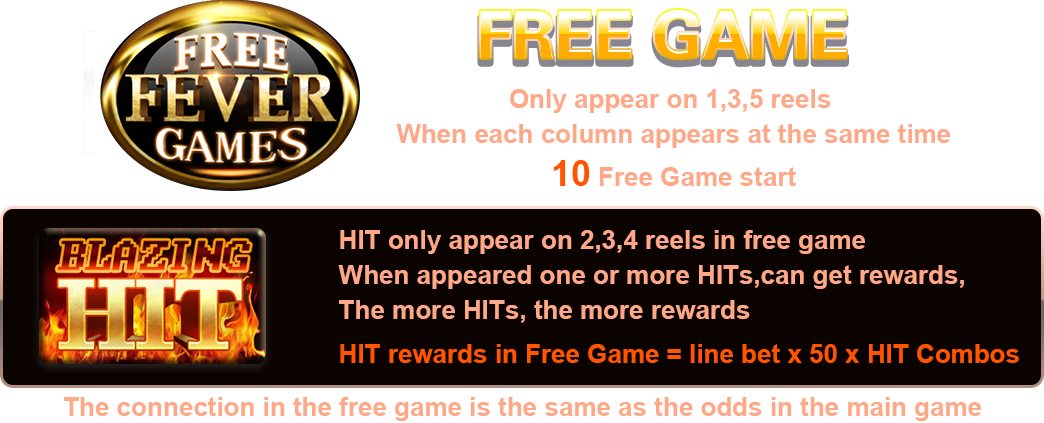 FREE
FEVER
GAMES
FREE GAME
Only appear on 1,3,5 reels
When each column appears at the same time
10 Free Game start
BLAZING
HIT
HIT only appear on 2,3,4 reels in free game
When appeared one or more HITs,can get rewards,
The more HITs, the more rewards
HIT rewards in Free Game = line bet x 50 x HIT Combos
The connection in the free game is the same as the odds in the main game